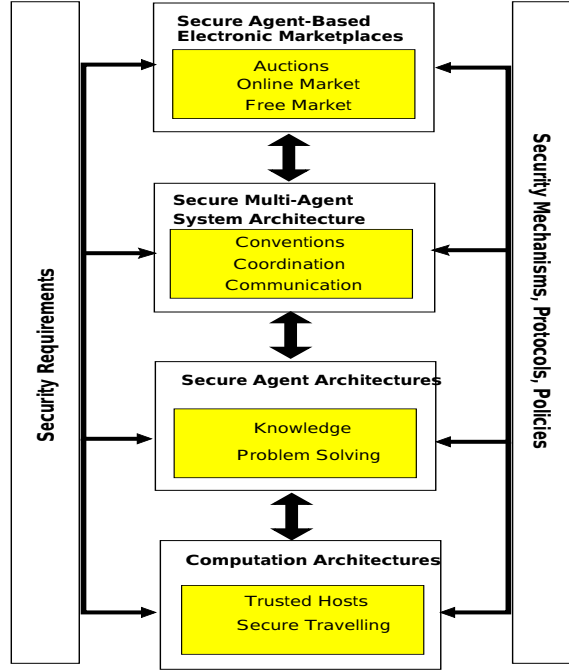 Secure Agent-Based
Electronic Marketplaces
Auctions
Online Market
Free Market
Secure Multi-Agent
System Architecture
Conventions
Coordination
Communication
Secure Agent Architectures
Knowledge
Problem Solving
Computation Architectures
Trusted Hosts
Secure Travelling
Security Requirements
Security Mechanisms, Protocols, Policies